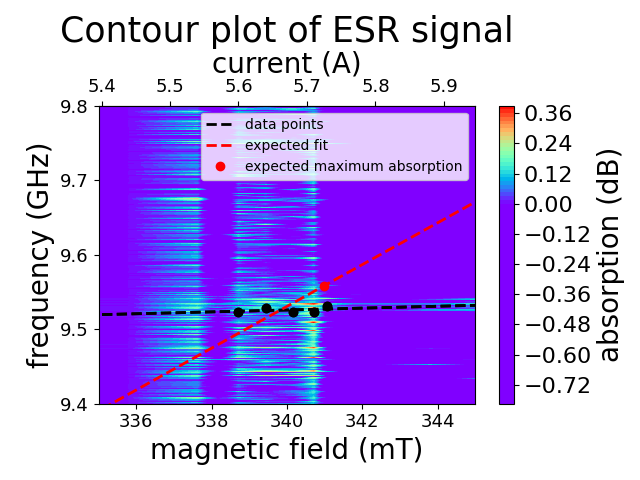 Contour plot of ESR signal
current (A)
5.4 5.5 5.6 5.7 5.8 5.9
data points
expected fit
expected maximum absorption
frequency (GHz)
9.8
9.7
9.6
9.5
9.4
336 338 340 342 344
magnetic field (mT)
0.36
0.24
0.12
0.00
−0.12
−0.24
−0.36
−0.48
−0.60
−0.72
absorption (dB)